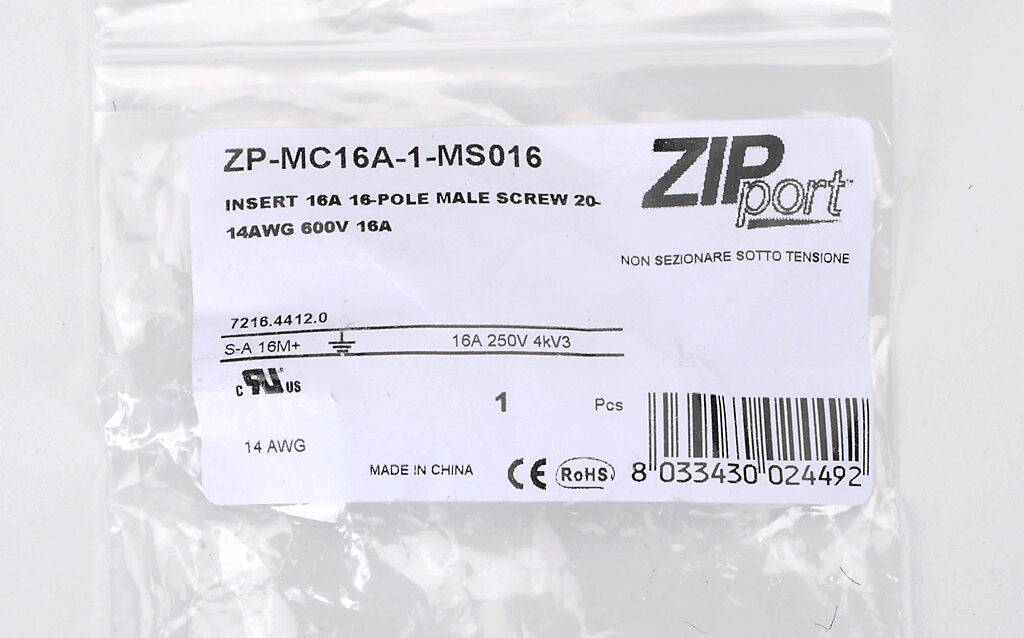 ZP-MC16A-1-MS016
INSERT 16A 16-POLE MALE SCREW 20-
14AWG 600V 16A
ZIPport™
NON SEZIONARE SOTTO TENSIONE
7216.4412.0
S-A 16M+ ⏚ 16A 250V 4kV3
c RU US
1 Pcs
14 AWG
MADE IN CHINA
CE
RoHS
8 033430 024492